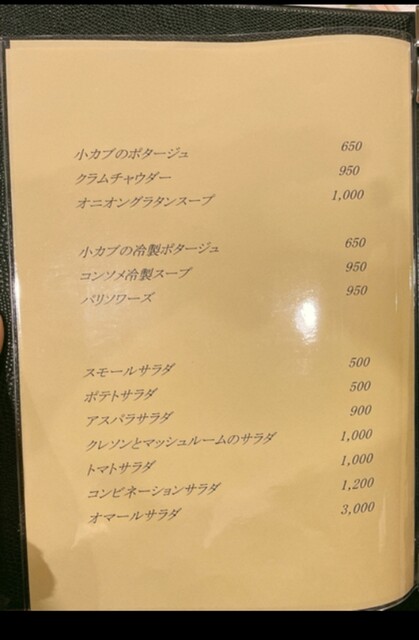 小カブのポタージュ 650
クラムチャウダー 950
オニオングラタンスープ 1,000
小カブの冷製ポタージュ 650
コンソメ冷製スープ 950
パリソワーズ 950
スモールサラダ 500
ポテトサラダ 500
アスパラサラダ 900
クレソンとマッシュルームのサラダ 1,000
トマトサラダ 1,000
コンビネーションサラダ 1,200
オマールサラダ 3,000